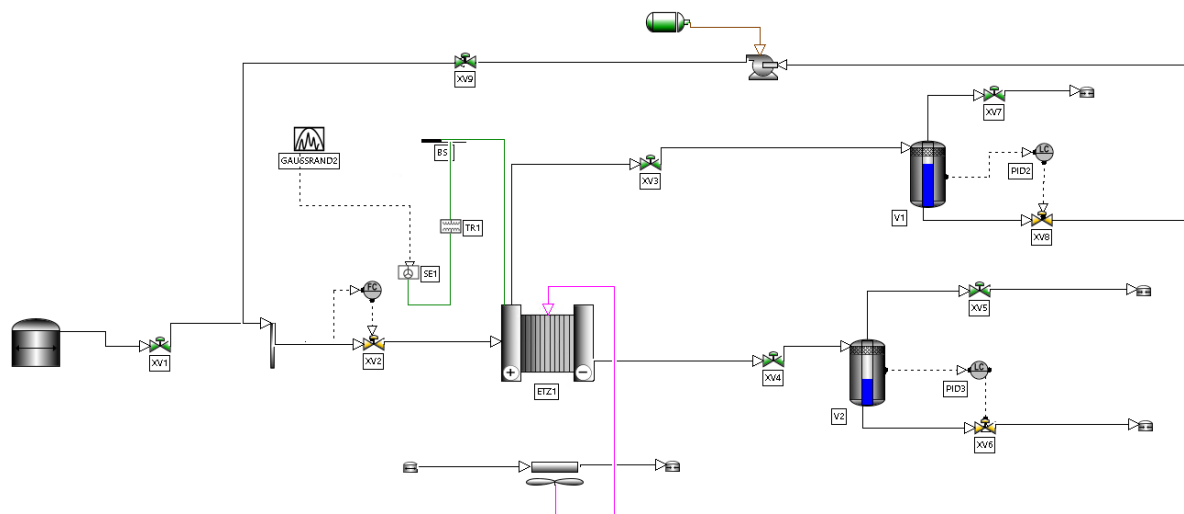 XV9
XV7
GAUSSRAND2
BS
LC
PID2
XV3
V1
XV8
TR1
SE1
FC
XV5
XV1
XV2
+
−
ETZ1
XV4
LC
PID3
V2
XV6